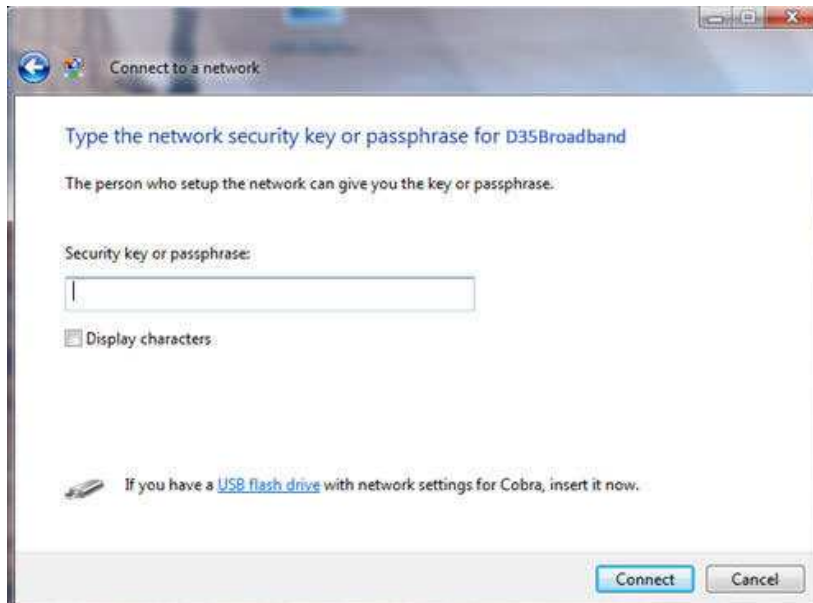 Connect to a network
Type the network security key or passphrase for D35Broadband
The person who setup the network can give you the key or passphrase.
Security key or passphrase:
Display characters
If you have a USB flash drive with network settings for Cobra, insert it now.
Connect Cancel